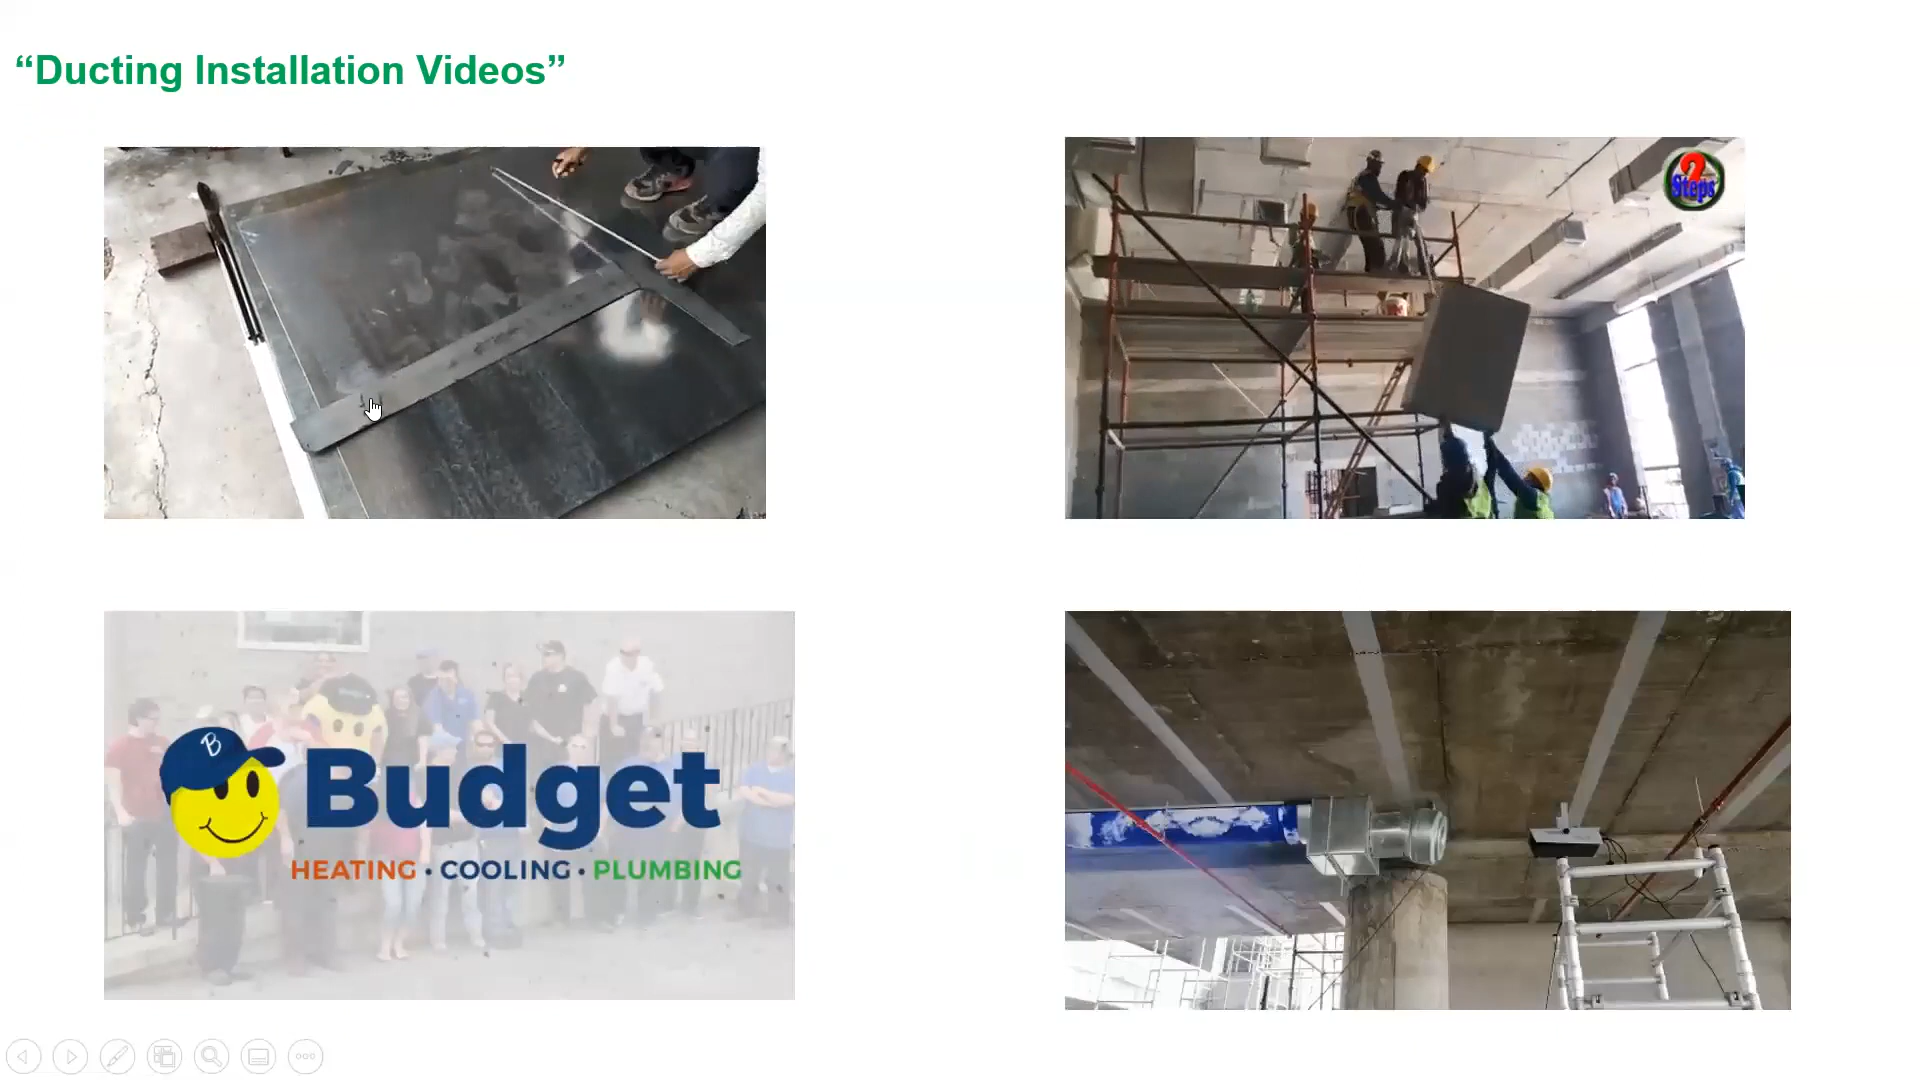 “Ducting Installation Videos”
2
Steps
B
Budget
HEATING • COOLING • PLUMBING